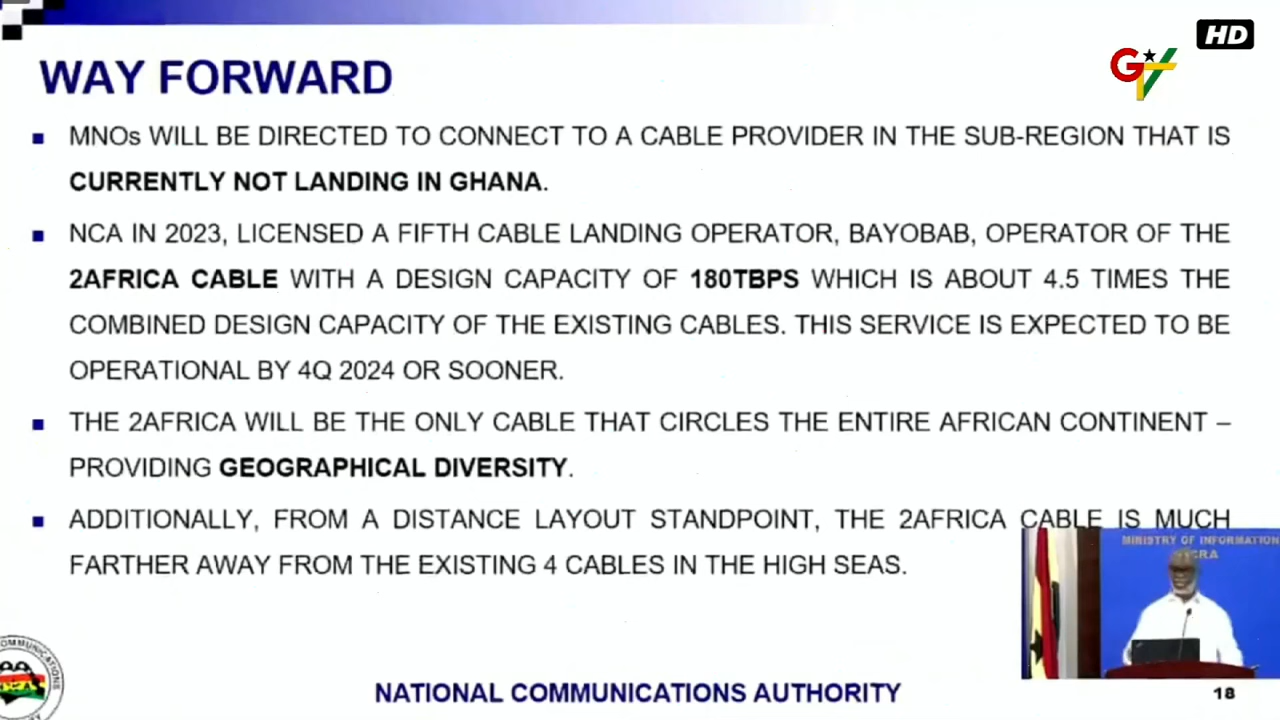 HD
GTV
WAY FORWARD
MNOs WILL BE DIRECTED TO CONNECT TO A CABLE PROVIDER IN THE SUB-REGION THAT IS
CURRENTLY NOT LANDING IN GHANA.
NCA IN 2023, LICENSED A FIFTH CABLE LANDING OPERATOR, BAYOBAB, OPERATOR OF THE
2AFRICA CABLE WITH A DESIGN CAPACITY OF 180TBPS WHICH IS ABOUT 4.5 TIMES THE
COMBINED DESIGN CAPACITY OF THE EXISTING CABLES. THIS SERVICE IS EXPECTED TO BE
OPERATIONAL BY 4Q 2024 OR SOONER.
THE 2AFRICA WILL BE THE ONLY CABLE THAT CIRCLES THE ENTIRE AFRICAN CONTINENT –
PROVIDING GEOGRAPHICAL DIVERSITY.
ADDITIONALLY, FROM A DISTANCE LAYOUT STANDPOINT, THE 2AFRICA CABLE IS MUCH
FARTHER AWAY FROM THE EXISTING 4 CABLES IN THE HIGH SEAS.
MINISTRY OF INFORMATION
NATIONAL COMMUNICATIONS AUTHORITY
18